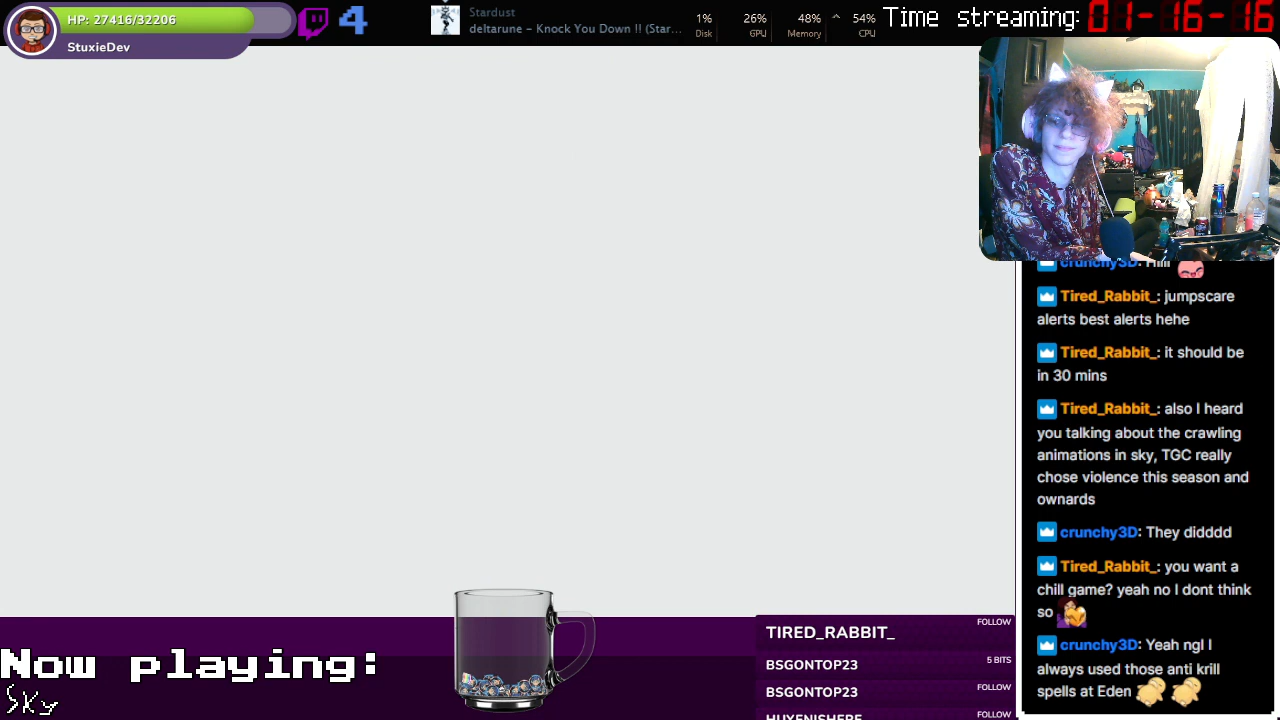 HP: 27416/32206
StuxieDev
4
Stardust
deltarune – Knock You Down !! (Star...
1%
Disk
26%
GPU
48%
Memory
54%
CPU
Time streaming:
01-16-16
crunchy3D: Hiii
Tired_Rabbit_: jumpscare
alerts best alerts hehe
Tired_Rabbit_: it should be
in 30 mins
Tired_Rabbit_: also I heard
you talking about the crawling
animations in sky, TGC really
chose violence this season and
ownards
crunchy3D: They didddd
Tired_Rabbit_: you want a
chill game? yeah no I dont think
so
crunchy3D: Yeah ngl I
always used those anti krill
spells at Eden
Now playing:
Sky
TIRED_RABBIT_
FOLLOW
BSGONTOP23
5 BITS
BSGONTOP23
FOLLOW
HUXENISHERE
FOLLOW